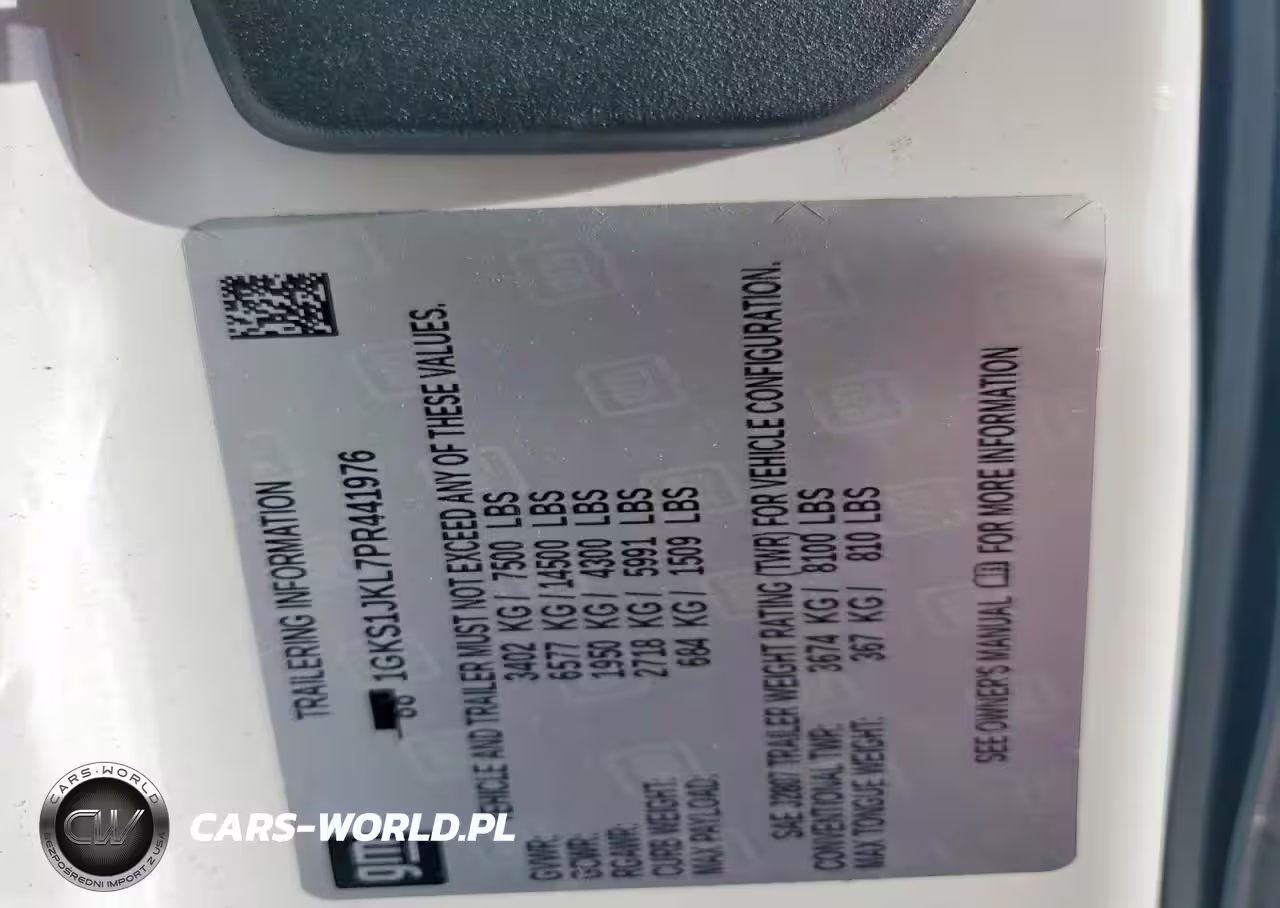 TRAILERING INFORMATION
1GKS1JKL7PR441976
VEHICLE AND TRAILER MUST NOT EXCEED ANY OF THESE VALUES.
GVWR: 3402 KG / 7500 LBS
GCWR: 6577 KG / 14500 LBS
RGAWR: 1950 KG / 4300 LBS
CURB WEIGHT: 2718 KG / 5991 LBS
MAX PAYLOAD: 684 KG / 1509 LBS
SAE J2807 TRAILER WEIGHT RATING (TWR) FOR VEHICLE CONFIGURATION.
CONVENTIONAL TWR: 3674 KG / 8100 LBS
MAX TONGUE WEIGHT: 367 KG / 810 LBS
SEE OWNER'S MANUAL FOR MORE INFORMATION
gm
CARS-WORLD
CW
BEZPOŚREDNI IMPORT Z USA
CARS-WORLD.PL